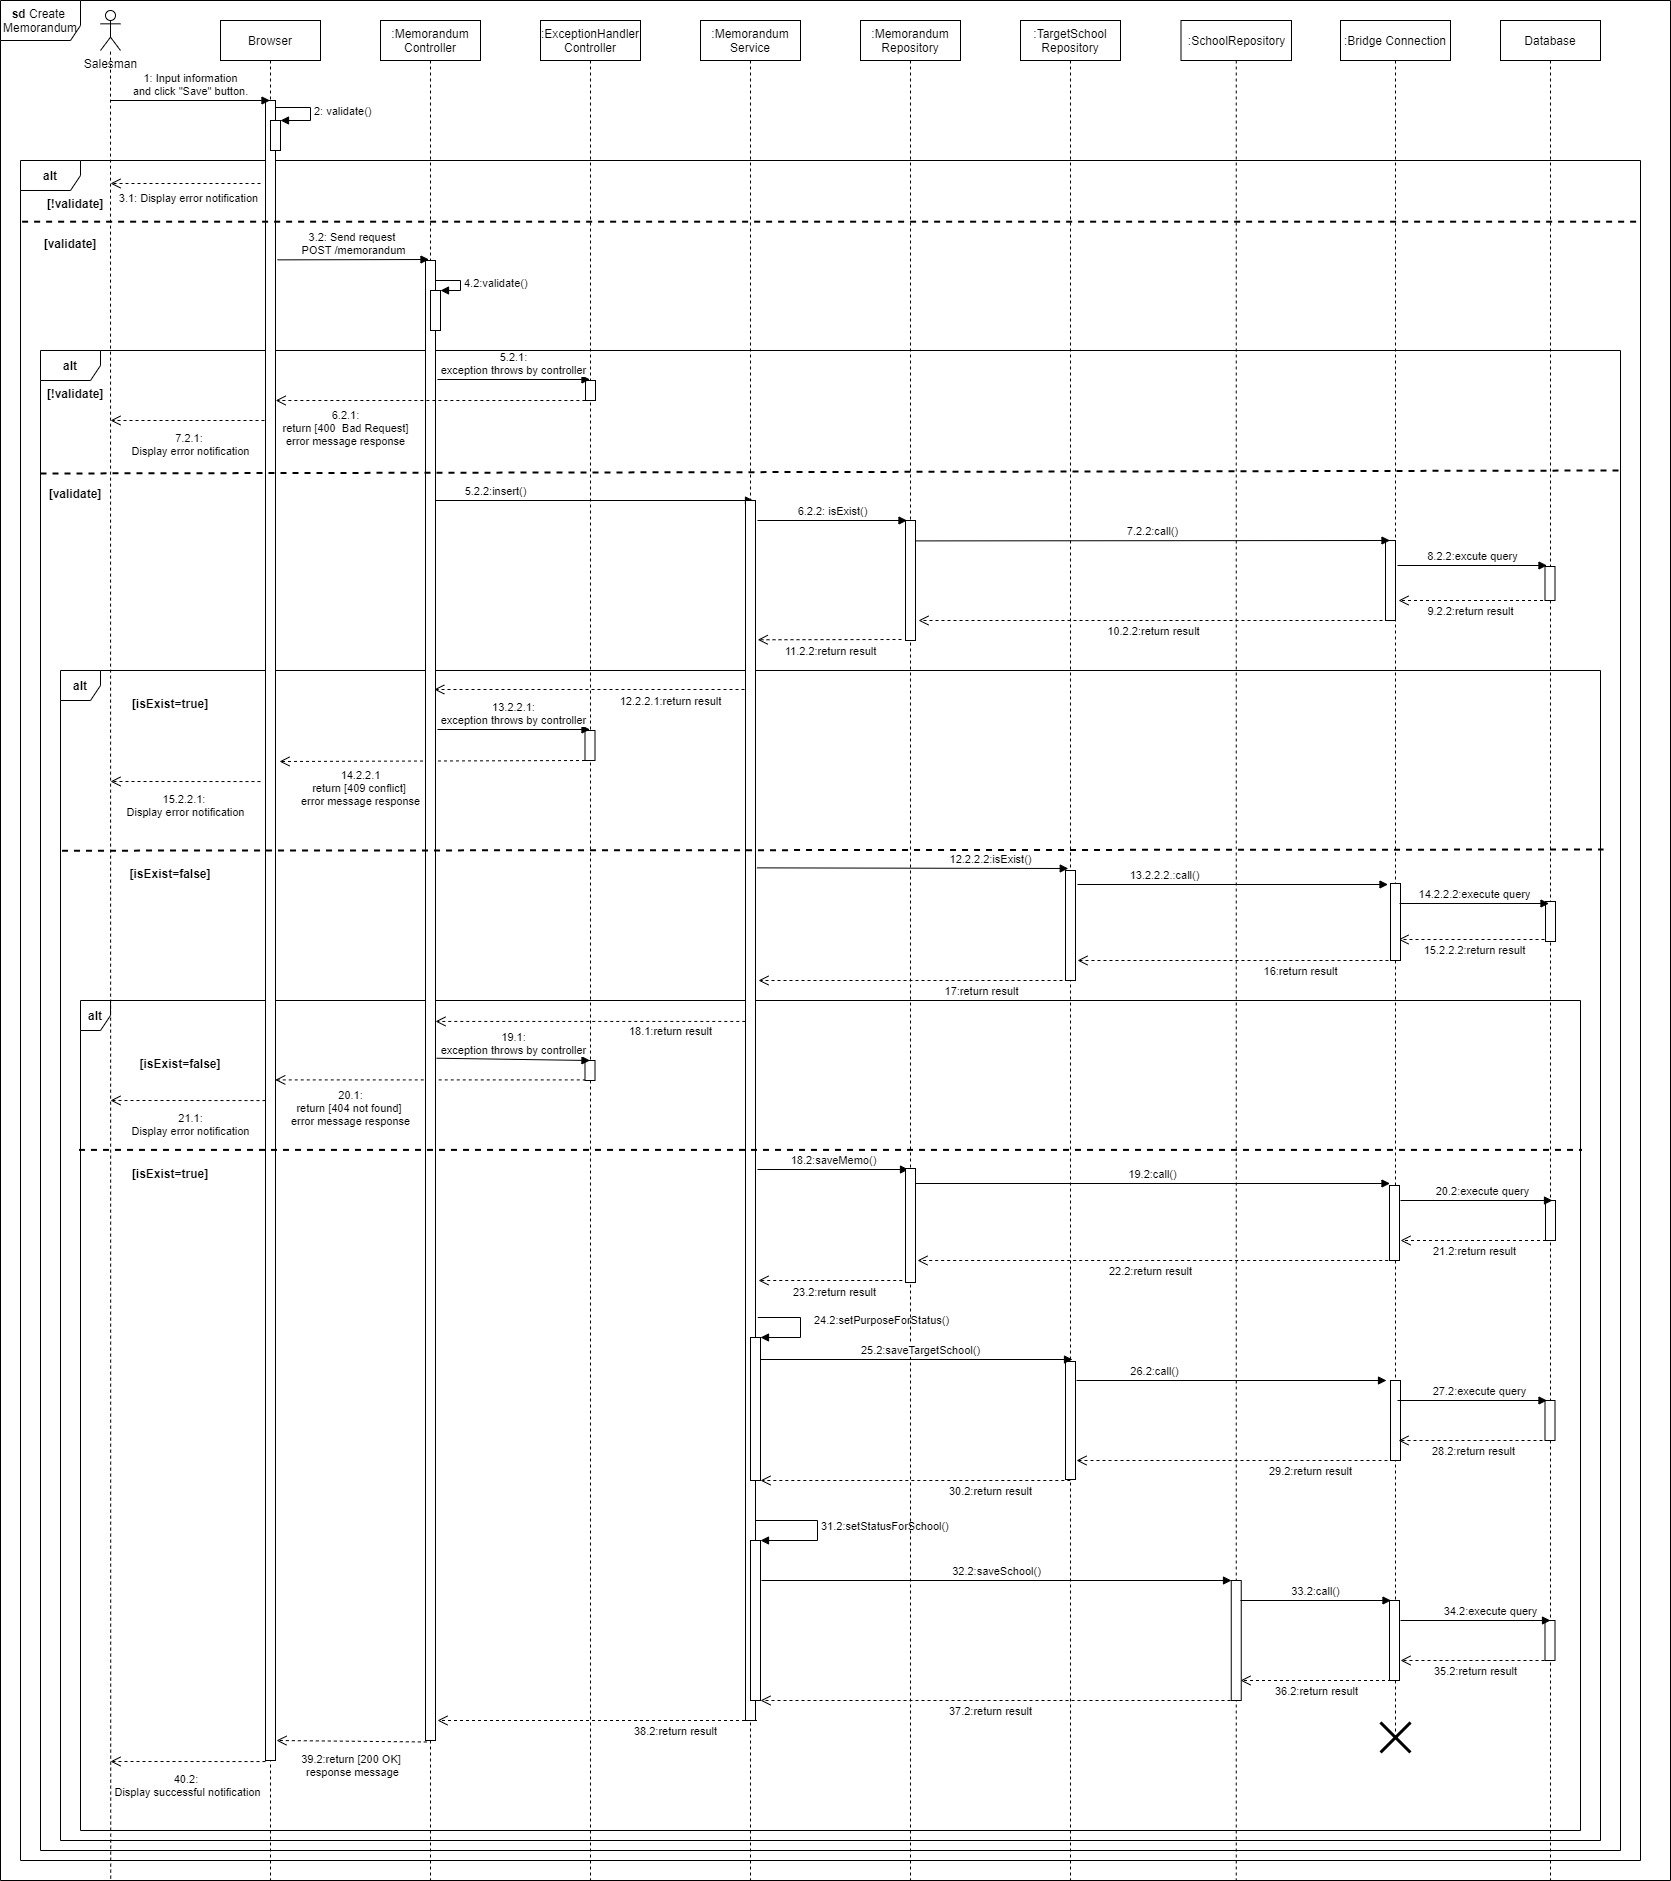 sd Create
Memorandum
Salesman
Browser
:Memorandum
Controller
:ExceptionHandler
Controller
:Memorandum
Service
:Memorandum
Repository
:TargetSchool
Repository
:SchoolRepository
:Bridge Connection
Database
1: Input information
and click "Save" button.
2: validate()
alt
3.1: Display error notification
[!validate]
[validate]
3.2: Send request
POST /memorandum
4.2:validate()
alt
5.2.1:
exception throws by controller
[!validate]
6.2.1:
return [400  Bad Request]
error message response
7.2.1:
Display error notification
[validate]
5.2.2:insert()
6.2.2: isExist()
7.2.2:call()
8.2.2:excute query
9.2.2:return result
10.2.2:return result
11.2.2:return result
alt
[isExist=true]
12.2.2.1:return result
13.2.2.1:
exception throws by controller
14.2.2.1
return [409 conflict]
error message response
15.2.2.1:
Display error notification
[isExist=false]
12.2.2.2:isExist()
13.2.2.2.:call()
14.2.2.2:execute query
15.2.2.2:return result
16:return result
17:return result
alt
18.1:return result
19.1:
exception throws by controller
[isExist=false]
20.1:
return [404 not found]
error message response
21.1:
Display error notification
[isExist=true]
18.2:saveMemo()
19.2:call()
20.2:execute query
21.2:return result
22.2:return result
23.2:return result
24.2:setPurposeForStatus()
25.2:saveTargetSchool()
26.2:call()
27.2:execute query
28.2:return result
29.2:return result
30.2:return result
31.2:setStatusForSchool()
32.2:saveSchool()
33.2:call()
34.2:execute query
35.2:return result
36.2:return result
37.2:return result
38.2:return result
39.2:return [200 OK]
response message
40.2:
Display successful notification